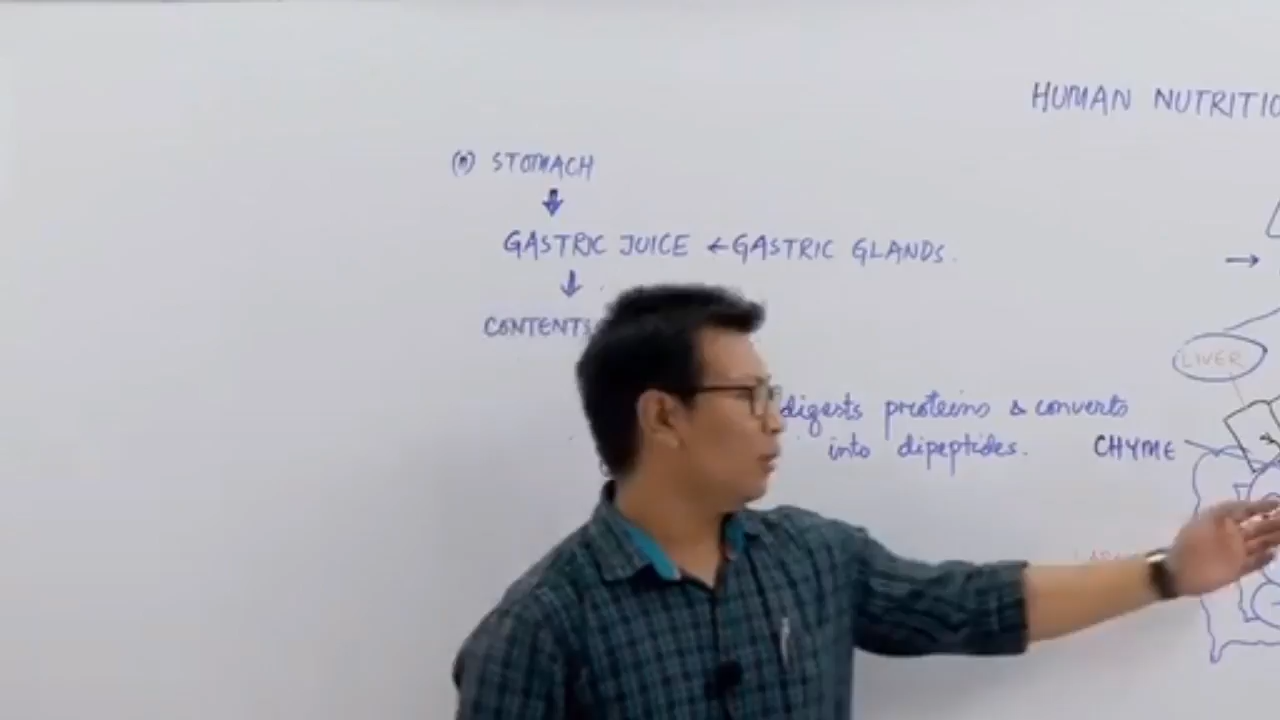 HUMAN NUTRITIO
STOMACH
GASTRIC JUICE ← GASTRIC GLANDS.
CONTENTS
LIVER
digests proteins & converts
into dipeptides.
CHYME